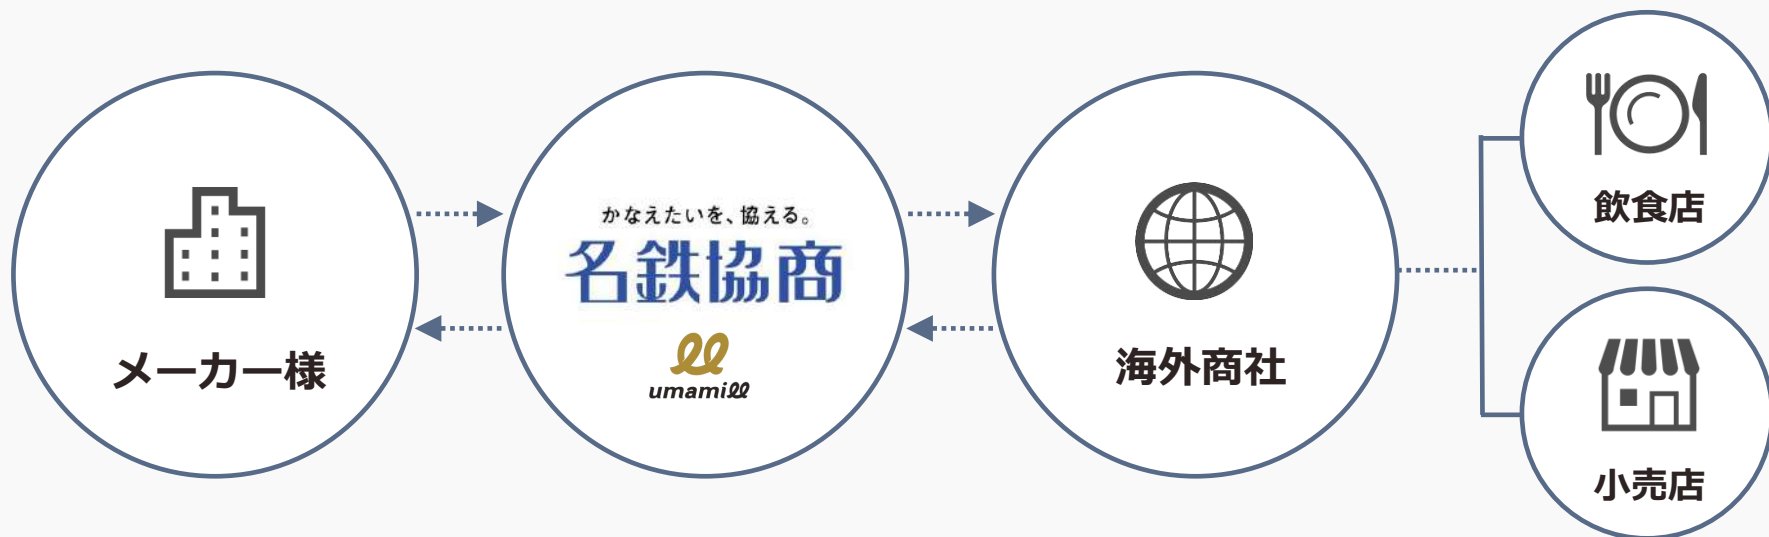 メーカー様
かなえたいを、協える。
名鉄協商
umamill
海外商社
飲食店
小売店